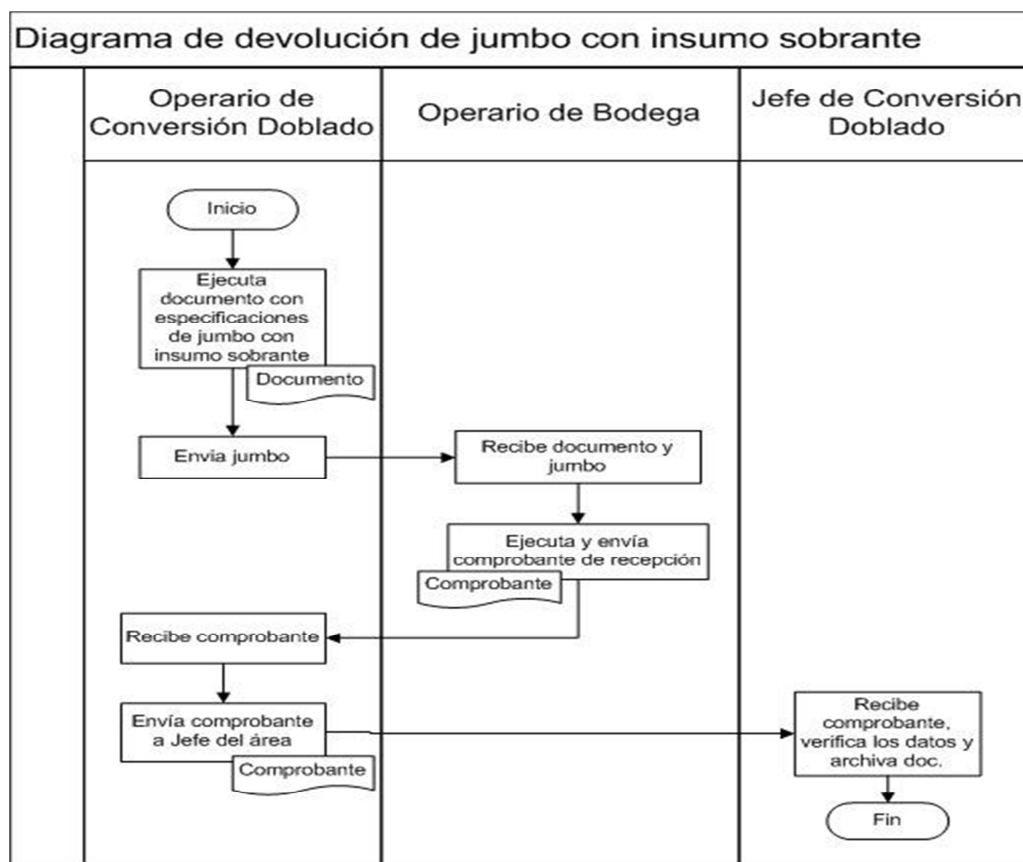 Diagrama de devolución de jumbo con insumo sobrante
Operario de
Conversión Doblado
Operario de Bodega
Jefe de Conversión
Doblado
Inicio
Ejecuta
documento con
especificaciones
de jumbo con
insumo sobrante
Documento
Envia jumbo
Recibe documento y
jumbo
Ejecuta y envía
comprobante de recepción
Comprobante
Recibe comprobante
Envía comprobante
a Jefe del área
Comprobante
Recibe
comprobante,
verifica los datos y
archiva doc.
Fin